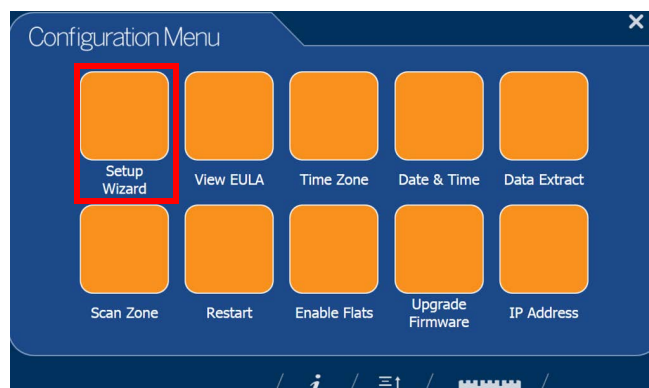 Configuration Menu
Setup
Wizard
View EULA
Time Zone
Date & Time
Data Extract
Scan Zone
Restart
Enable Flats
Upgrade
Firmware
IP Address
i